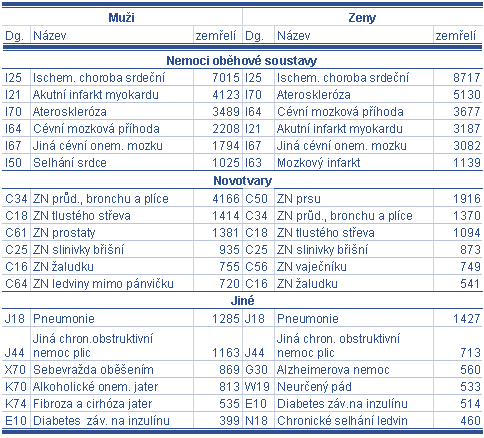 Muži Zeny
Dg. Název zemřelí Dg. Název zemřelí
Nemoci oběhové soustavy
I25 Ischem. choroba srdeční 7015 I25 Ischem. choroba srdeční 8717
I21 Akutní infarkt myokardu 4123 I70 Ateroskleróza 5130
I70 Ateroskleróza 3489 I64 Cévní mozková příhoda 3677
I64 Cévní mozková příhoda 2208 I21 Akutní infarkt myokardu 3187
I67 Jiná cévní onem. mozku 1794 I67 Jiná cévní onem. mozku 3082
I50 Selhání srdce 1025 I63 Mozkový infarkt 1139
Novotvary
C34 ZN průd., bronchu a plíce 4166 C50 ZN prsu 1916
C18 ZN tlustého střeva 1414 C34 ZN průd., bronchu a plíce 1370
C61 ZN prostaty 1381 C18 ZN tlustého střeva 1094
C25 ZN slinivky břišní 935 C25 ZN slinivky břišní 873
C16 ZN žaludku 755 C56 ZN vaječníku 749
C64 ZN ledviny mimo pánvičku 720 C16 ZN žaludku 541
Jiné
J18 Pneumonie 1285 J18 Pneumonie 1427
Jiná chron.obstruktivní Jiná chron. obstruktivní
J44 nemoc plic 1163 J44 nemoc plic 713
X70 Sebevražda oběšením 869 G30 Alzheimerova nemoc 560
K70 Alkoholické onem. jater 813 W19 Neurčený pád 533
K74 Fibroza a cirhóza jater 535 E10 Diabetes záv.na inzulínu 514
E10 Diabetes záv.na inzulínu 399 N18 Chronické selhání ledvin 460